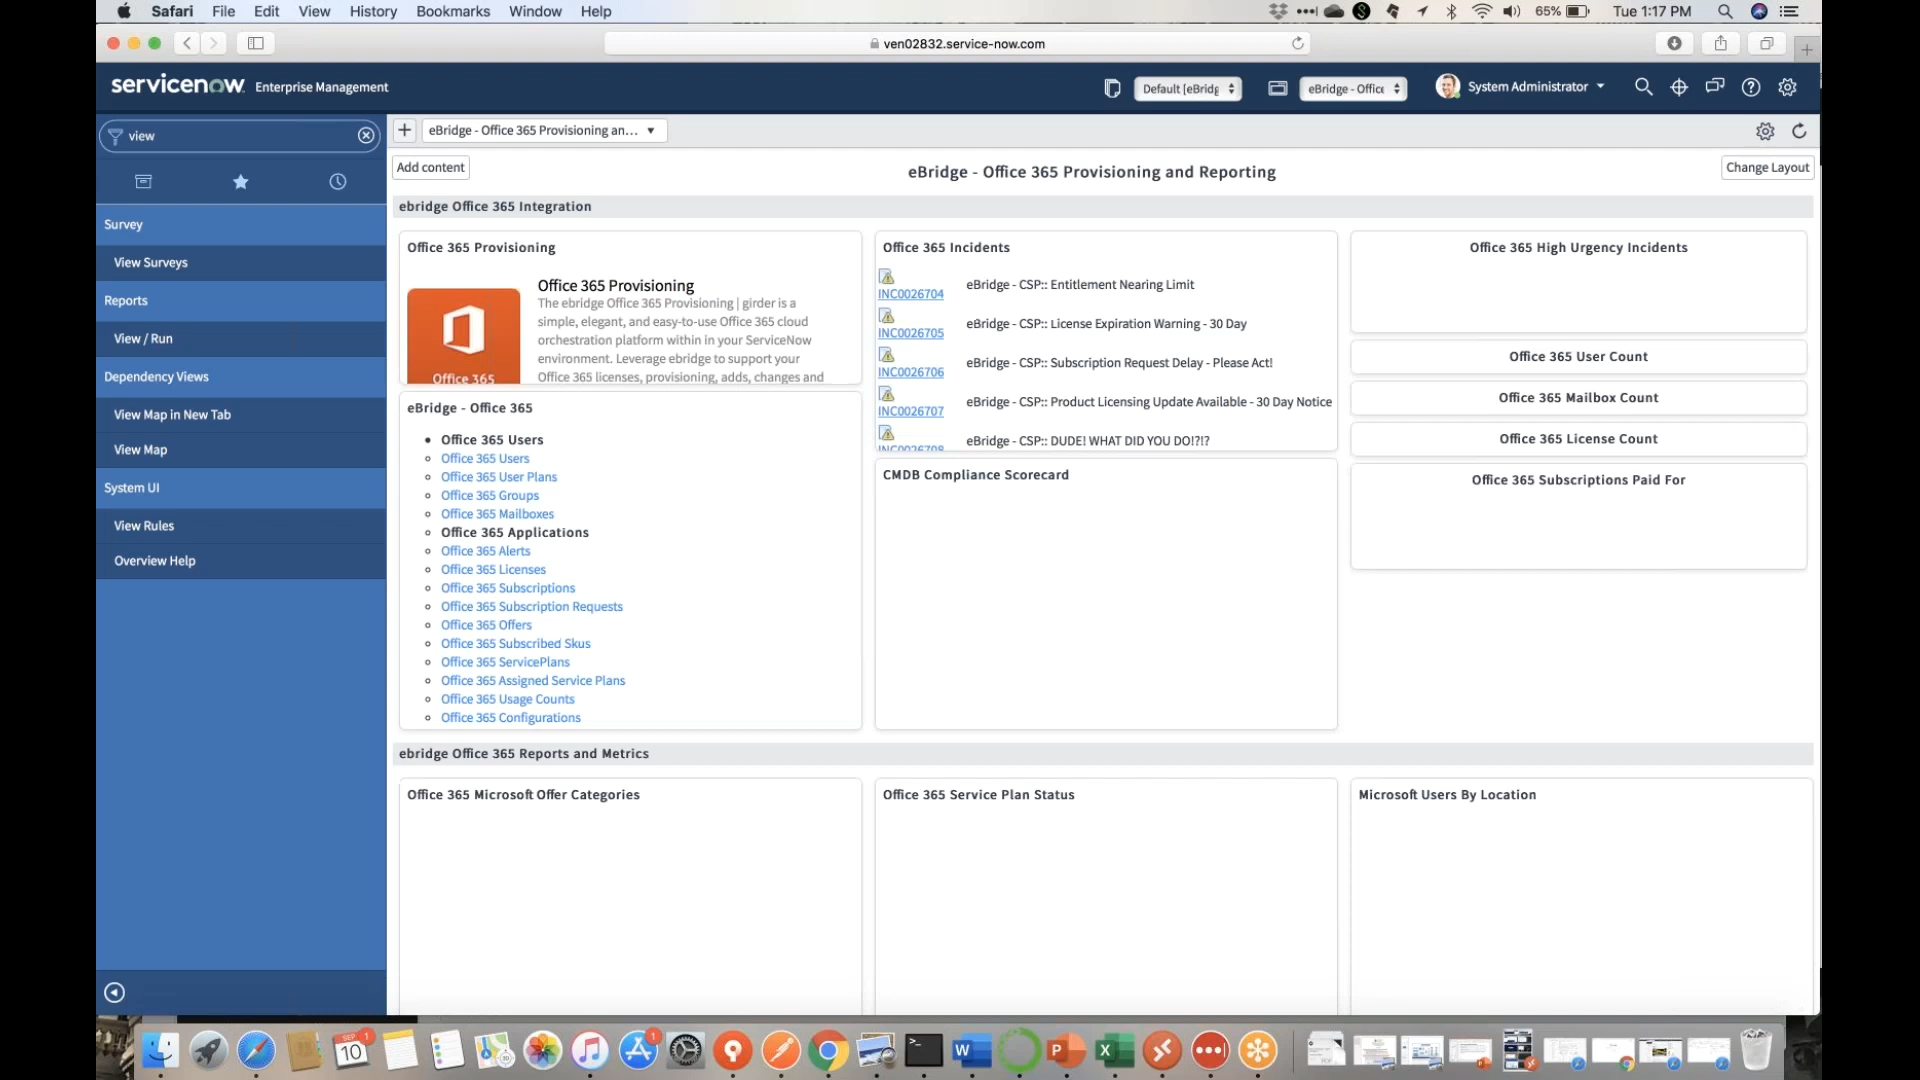 Safari File Edit View History Bookmarks Window Help
65% Tue 1:17 PM
ven02832.service-now.com
servicenow Enterprise Management
Default [eBridg
eBridge - Office
System Administrator
view
eBridge - Office 365 Provisioning an...
Add content
eBridge - Office 365 Provisioning and Reporting
Change Layout
Survey
View Surveys
Reports
View / Run
Dependency Views
View Map in New Tab
View Map
System UI
View Rules
Overview Help
ebridge Office 365 Integration
Office 365 Provisioning
Office 365
Office 365 Provisioning
The ebridge Office 365 Provisioning | girder is a
simple, elegant, and easy-to-use Office 365 cloud
orchestration platform within in your ServiceNow
environment. Leverage ebridge to support your
Office 365 licenses, provisioning, adds, changes and
eBridge - Office 365
Office 365 Users
Office 365 Users
Office 365 User Plans
Office 365 Groups
Office 365 Mailboxes
Office 365 Applications
Office 365 Alerts
Office 365 Licenses
Office 365 Subscriptions
Office 365 Subscription Requests
Office 365 Offers
Office 365 Subscribed Skus
Office 365 ServicePlans
Office 365 Assigned Service Plans
Office 365 Usage Counts
Office 365 Configurations
Office 365 Incidents
INC0026704 eBridge - CSP:: Entitlement Nearing Limit
INC0026705 eBridge - CSP:: License Expiration Warning - 30 Day
INC0026706 eBridge - CSP:: Subscription Request Delay - Please Act!
INC0026707 eBridge - CSP:: Product Licensing Update Available - 30 Day Notice
INC0026708 eBridge - CSP:: DUDE! WHAT DID YOU DO!?!?
CMDB Compliance Scorecard
Office 365 High Urgency Incidents
Office 365 User Count
Office 365 Mailbox Count
Office 365 License Count
Office 365 Subscriptions Paid For
ebridge Office 365 Reports and Metrics
Office 365 Microsoft Offer Categories
Office 365 Service Plan Status
Microsoft Users By Location
SEP
10
1
1
W
P
X